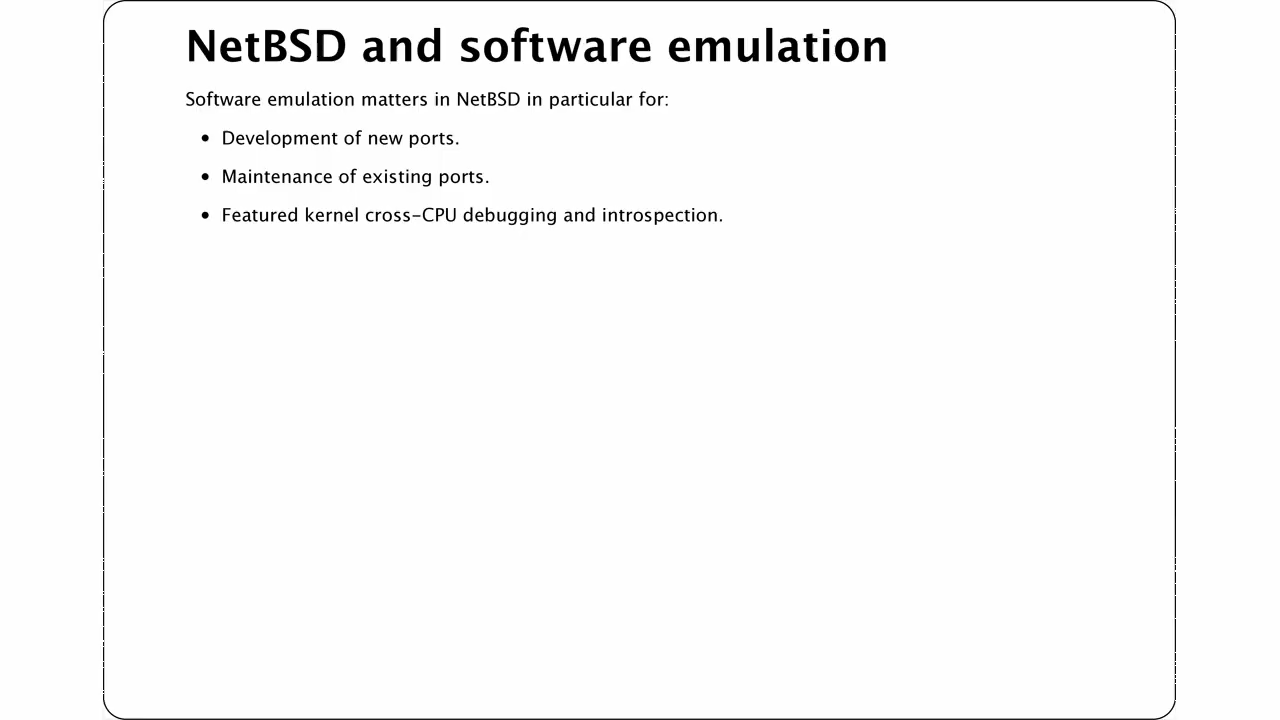 NetBSD and software emulation
Software emulation matters in NetBSD in particular for:
• Development of new ports.
• Maintenance of existing ports.
• Featured kernel cross-CPU debugging and introspection.